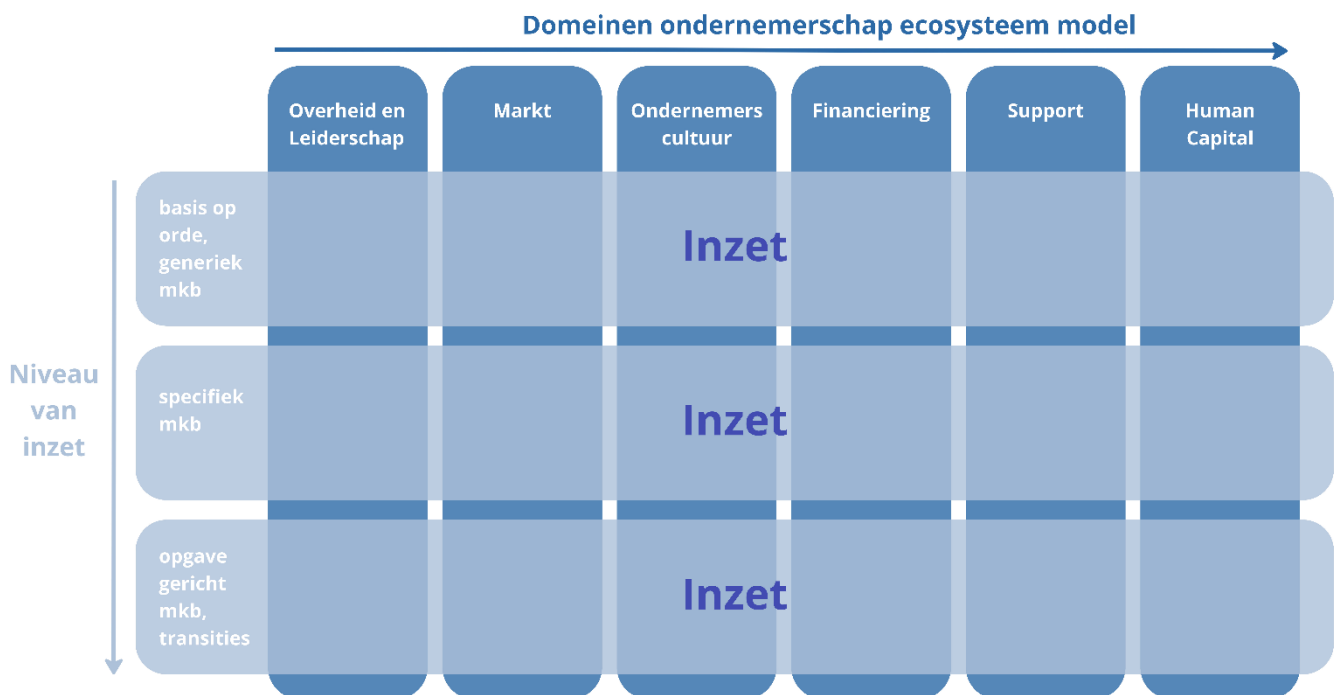 Domeinen ondernemerschap ecosysteem model
Overheid en
Leiderschap
Markt
Ondernemers
cultuur
Financiering
Support
Human
Capital
Niveau
van
inzet
basis op
orde,
generiek
mkb
Inzet
specifiek
mkb
Inzet
opgave
gericht
mkb,
transities
Inzet